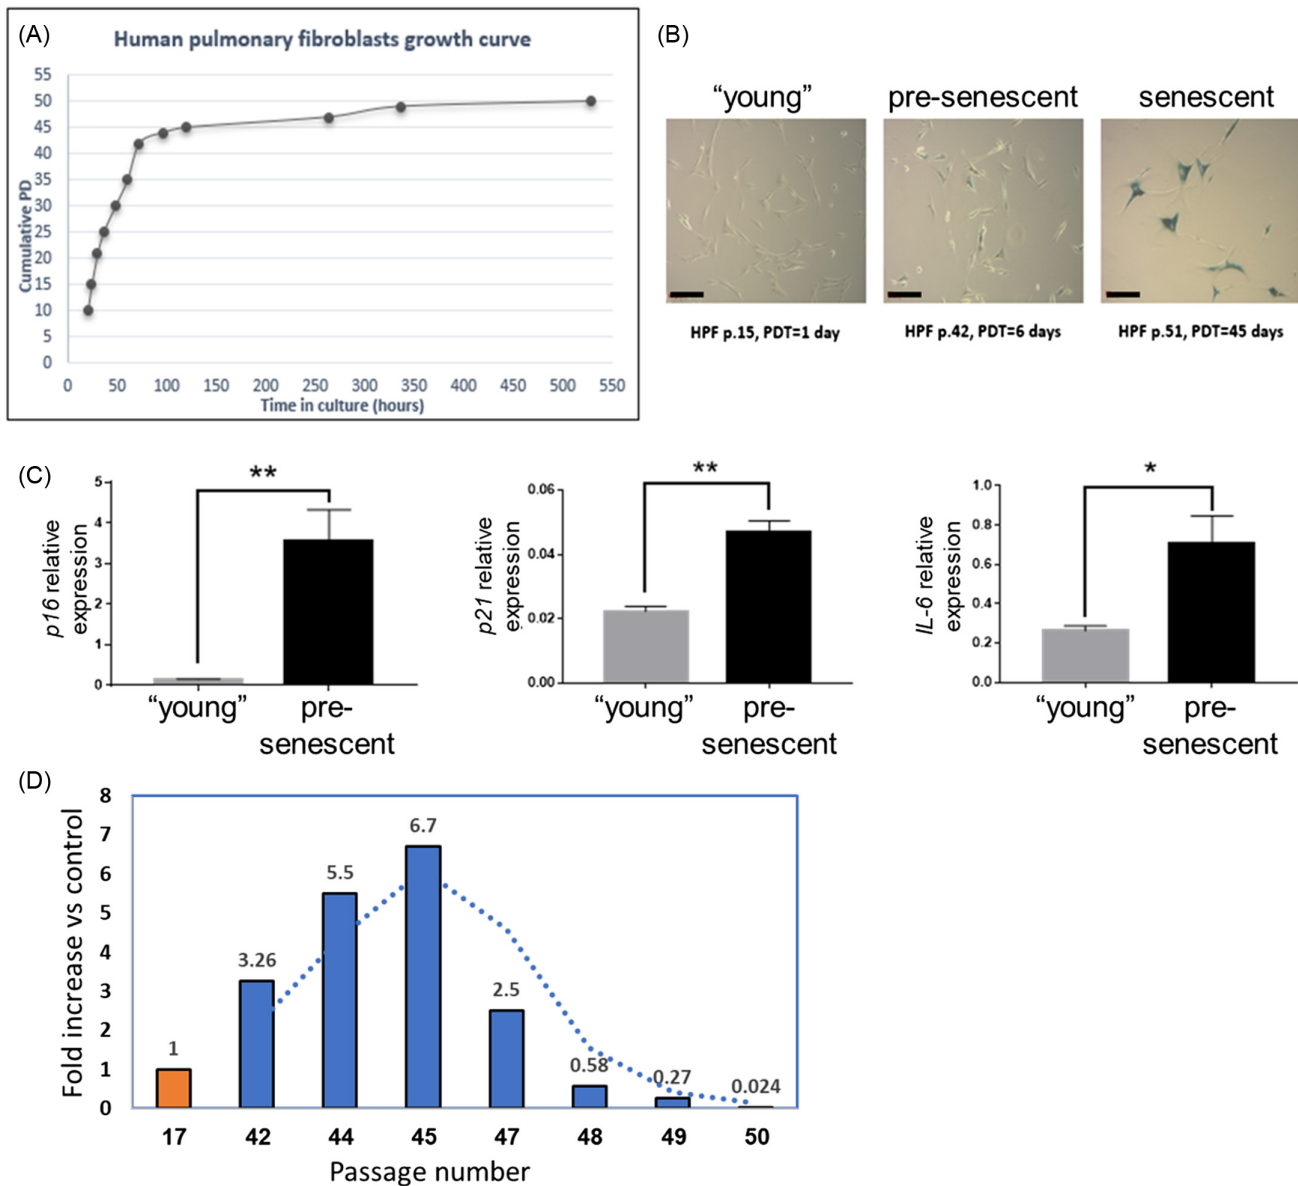 (A)
Human pulmonary fibroblasts growth curve
55
50
45
40
35
30
25
20
15
10
5
0
Cumulative PD
0 50 100 150 200 250 300 350 400 450 500 550
Time in culture (hours)
(B)
“young” pre-senescent senescent
HPF p.15, PDT=1 day HPF p.42, PDT=6 days HPF p.51, PDT=45 days
(C)
p16 relative
expression
5
4
3
2
1
0
**
“young” pre-
senescent
p21 relative
expression
0.06
0.04
0.02
0.00
**
“young” pre-
senescent
IL-6 relative
expression
1.0
0.8
0.6
0.4
0.2
0.0
*
“young” pre-
senescent
(D)
Fold increase vs control
8
7
6
5
4
3
2
1
0
1
3.26
5.5
6.7
2.5
0.58
0.27
0.024
17 42 44 45 47 48 49 50
Passage number